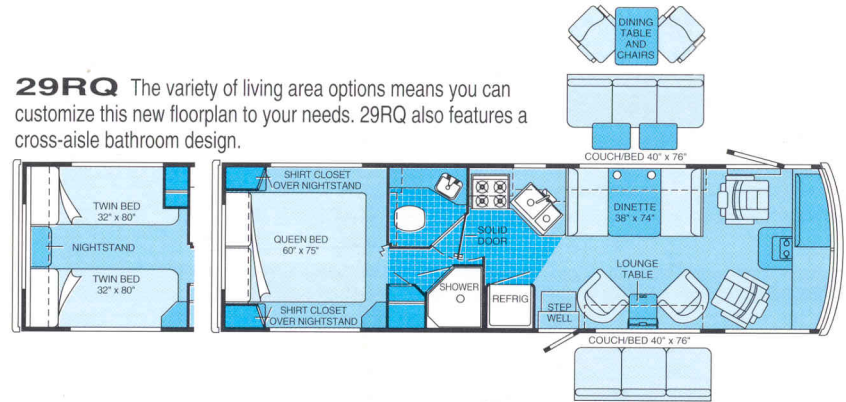 29RQ The variety of living area options means you can
customize this new floorplan to your needs. 29RQ also features a
cross-aisle bathroom design.
DINING
TABLE
AND
CHAIRS
COUCH/BED 40" x 76"
TWIN BED
32" x 80"
NIGHTSTAND
TWIN BED
32" x 80"
SHIRT CLOSET
OVER NIGHTSTAND
QUEEN BED
60" x 75"
SHIRT CLOSET
OVER NIGHTSTAND
SOLID
DOOR
SHOWER
REFRIG
STEP
WELL
DINETTE
38" x 74"
LOUNGE
TABLE
COUCH/BED 40" x 76"